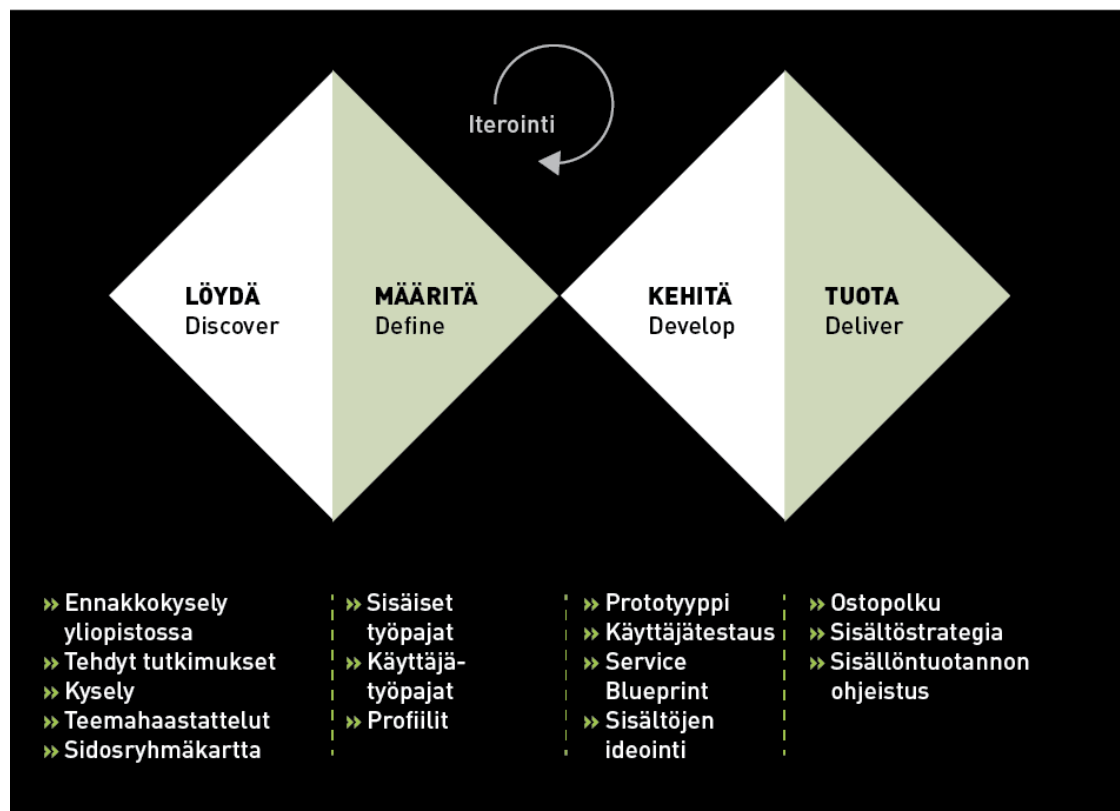 Iterointi
LÖYDÄ
Discover
MÄÄRITÄ
Define
KEHITÄ
Develop
TUOTA
Deliver
» Ennakkokysely
yliopistossa
» Tehdyt tutkimukset
» Kysely
» Teemahaastattelut
» Sidosryhmäkartta
» Sisäiset
työpajat
» Käyttäjä-
työpajat
» Profiilit
» Prototyyppi
» Käyttäjätestaus
» Service
Blueprint
» Sisältöjen
ideointi
» Ostopolku
» Sisältöstrategia
» Sisällöntuotannon
ohjeistus